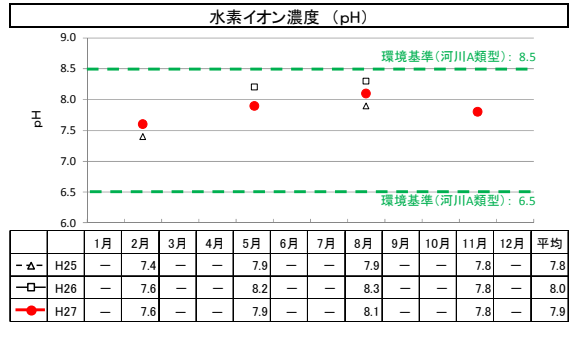 水素イオン濃度 （pH）
9.0
8.5
8.0
7.5
7.0
6.5
6.0
pH
環境基準（河川A類型）： 8.5
環境基準（河川A類型）： 6.5
1月 2月 3月 4月 5月 6月 7月 8月 9月 10月 11月 12月 平均
H25 － 7.4 － － 7.9 － － 7.9 － － 7.8 － 7.8
H26 － 7.6 － － 8.2 － － 8.3 － － 7.8 － 8.0
H27 － 7.6 － － 7.9 － － 8.1 － － 7.8 － 7.9